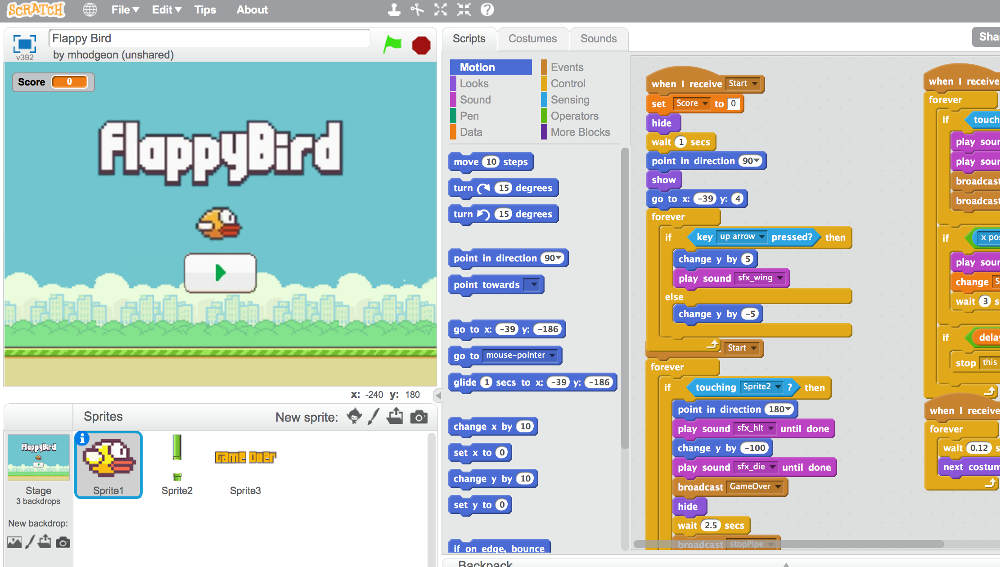 SCRATCH File Edit Tips About
Flappy Bird
v392 by mhodgeon (unshared)
Score 0
FlappyBird
x: -240 y: 180
Sprites New sprite:
FlappyBird
Stage
3 backdrops
New backdrop:
Sprite1
Sprite2
GAME OVER
Sprite3
Scripts Costumes Sounds
Motion Events
Looks Control
Sound Sensing
Pen Operators
Data More Blocks
move 10 steps
turn 15 degrees
turn 15 degrees
point in direction 90
point towards
go to x: -39 y: -186
go to mouse-pointer
glide 1 secs to x: -39 y: -186
change x by 10
set x to 0
change y by 10
set y to 0
if on edge, bounce
when I receive Start
set Score to 0
hide
wait 1 secs
point in direction 90
show
go to x: -39 y: 4
forever
if key up arrow pressed? then
change y by 5
play sound sfx_wing
else
change y by -5
Start
forever
if touching Sprite2 ? then
point in direction 180
play sound sfx_hit until done
change y by -100
play sound sfx_die until done
broadcast GameOver
hide
wait 2.5 secs
broadcast stopPipe
Sha
when I receive
forever
if touch
play sour
play sour
broadcast
broadcast
if x pos
play sour
change S
wait 3 s
if delay
stop this
when I receive
forever
wait 0.12 s
next costum
Backpack